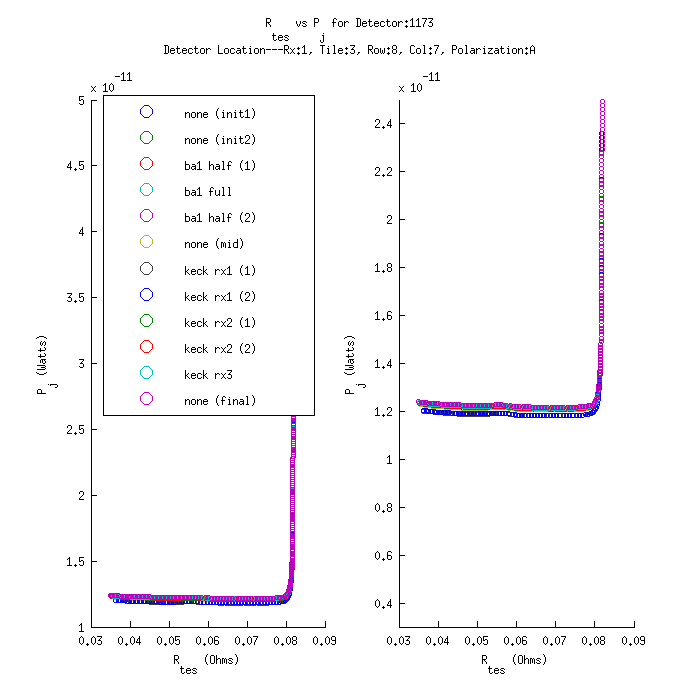 R_tes vs P_j for Detector:1173
Detector Location---Rx:1, Tile:3, Row:8, Col:7, Polarization:A
x 10^-11
5
4.5
4
3.5
3
2.5
2
1.5
1
0.03 0.04 0.05 0.06 0.07 0.08 0.09
P_j (Watts)
R_tes (Ohms)
none (init1)
none (init2)
ba1 half (1)
ba1 full
ba1 half (2)
none (mid)
keck rx1 (1)
keck rx1 (2)
keck rx2 (1)
keck rx2 (2)
keck rx3
none (final)
x 10^-11
2.4
2.2
2
1.8
1.6
1.4
1.2
1
0.8
0.6
0.4
0.03 0.04 0.05 0.06 0.07 0.08 0.09
P_j (Watts)
R_tes (Ohms)